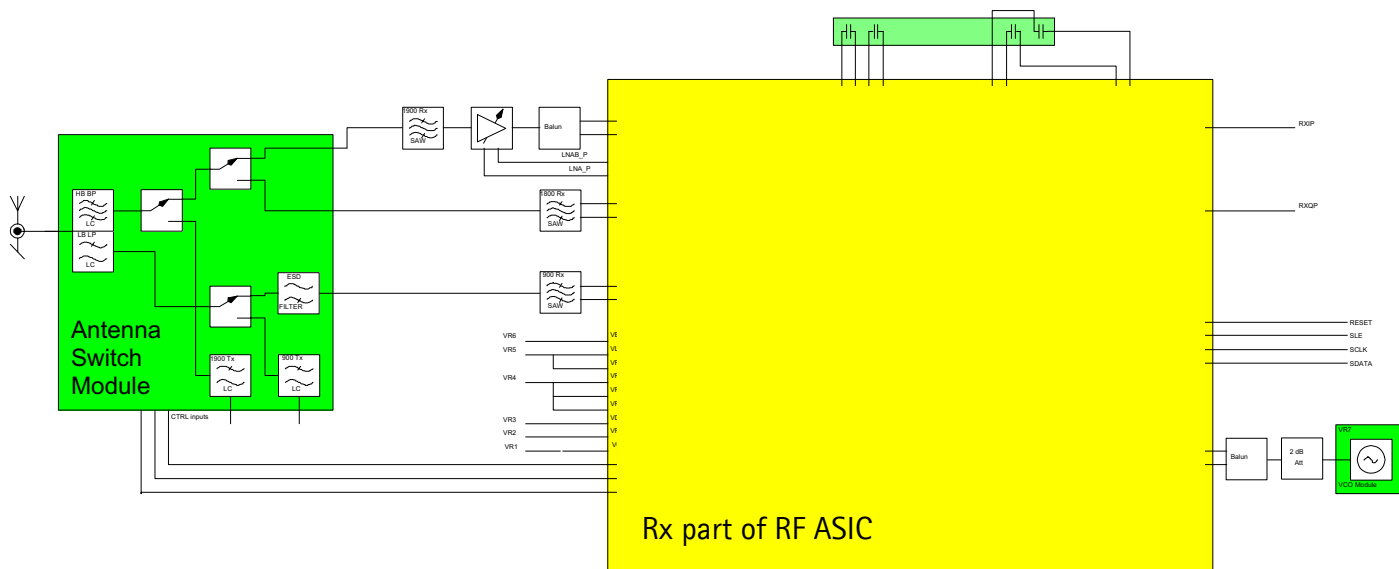 1900 Rx
SAW
Balun
LNAB_P
LNA_P
RXIP
HB BP
LC
LB LP
LC
1800 Rx
SAW
RXQP
ESD
FILTER
900 Rx
SAW
Antenna
Switch
Module
1900 Tx
LC
900 Tx
LC
CTRL inputs
VR6
VR5
VR4
VR3
VR2
VR1
RESET
SLE
SCLK
SDATA
Balun
2 dB
Att
VR7
VCO Module
Rx part of RF ASIC